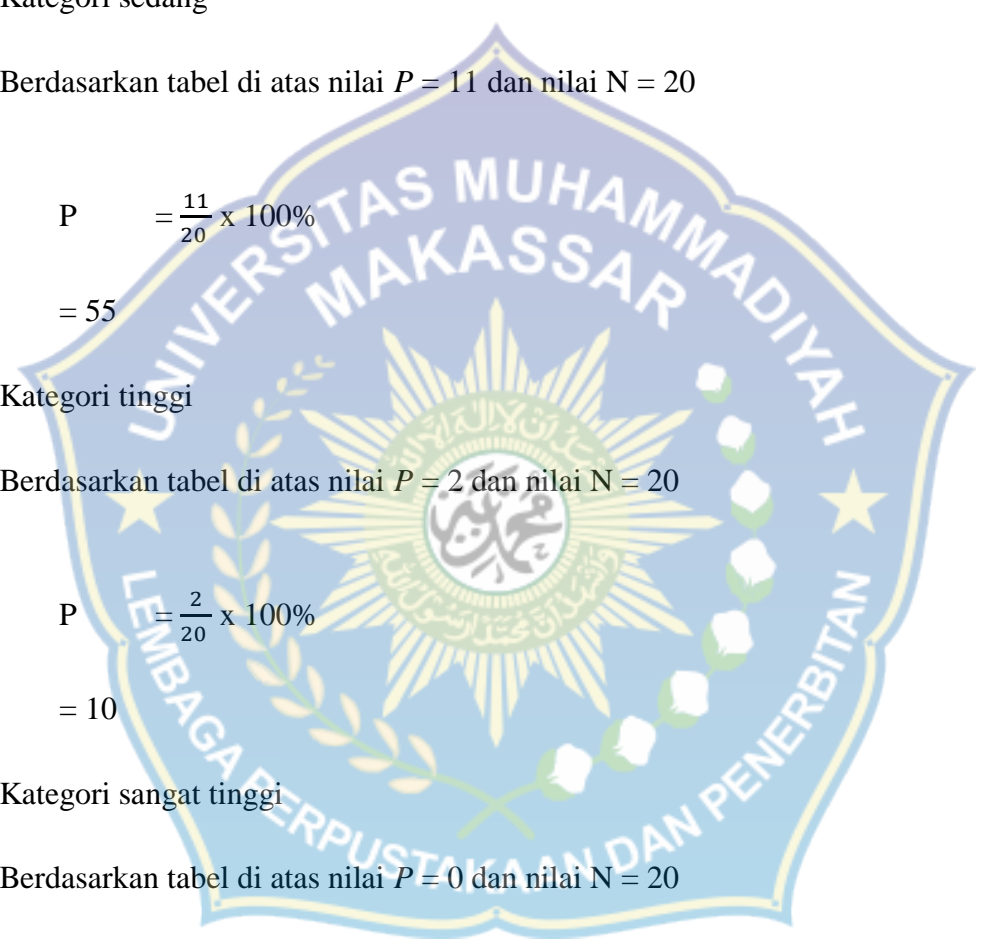 Kategori sedang
Berdasarkan tabel di atas nilai P = 11 dan nilai N = 20
P = 11/20 x 100%
= 55
Kategori tinggi
Berdasarkan tabel di atas nilai P = 2 dan nilai N = 20
P = 2/20 x 100%
= 10
Kategori sangat tinggi
Berdasarkan tabel di atas nilai P = 0 dan nilai N = 20
UNIVERSITAS MUHAMMADIYAH
MAKASSAR
LEMBAGA PERPUSTAKAAN DAN PENERBITAN